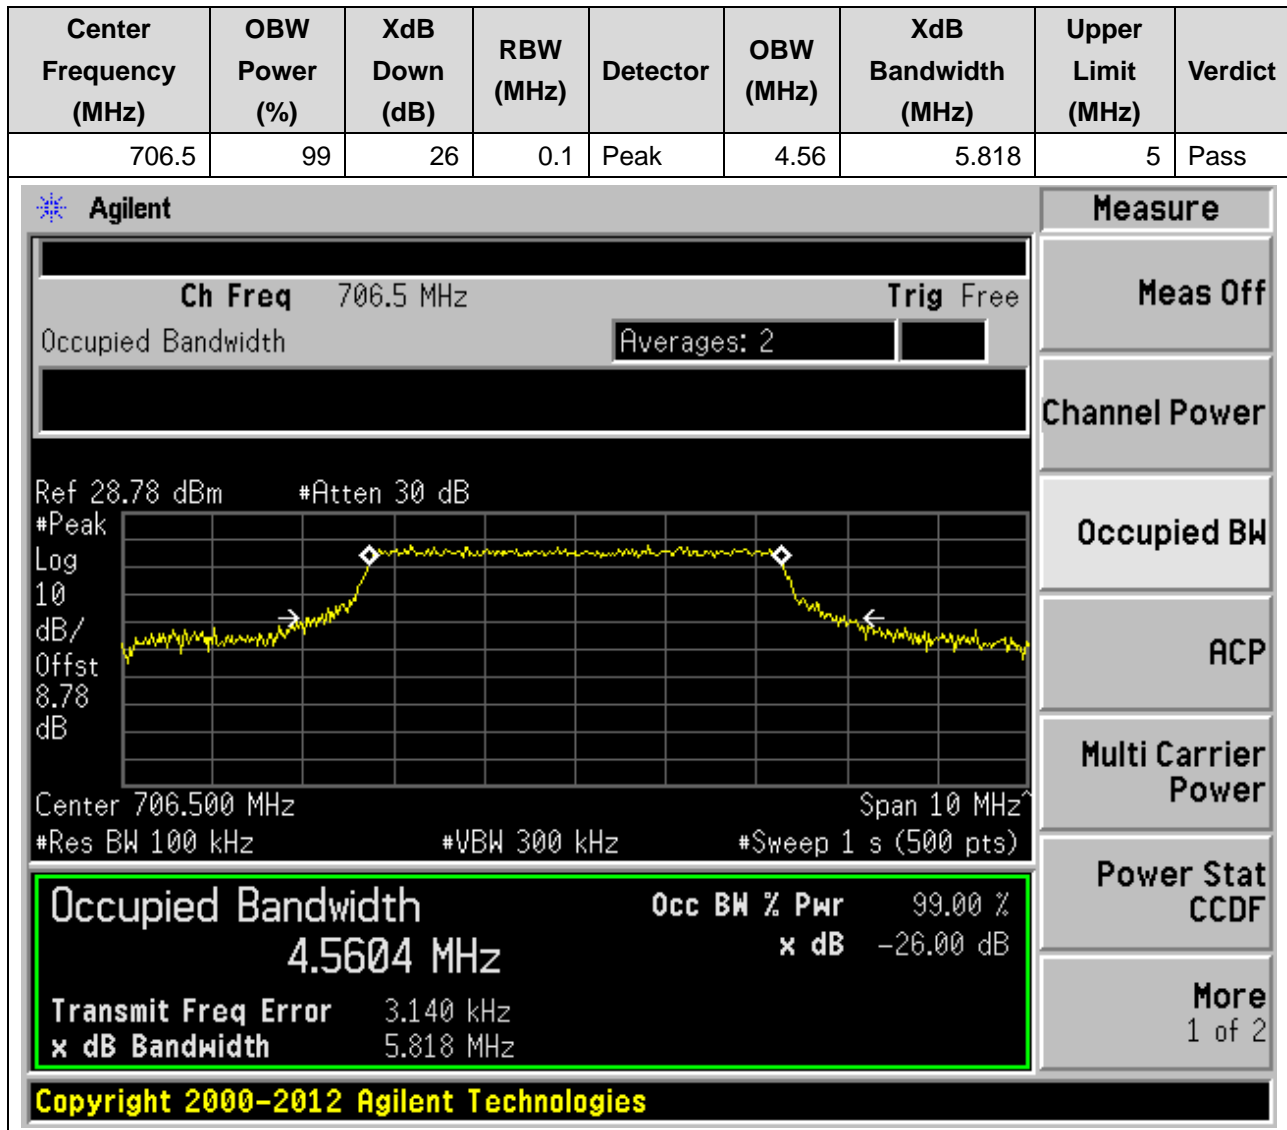 Center Frequency (MHz) OBW Power (%) XdB Down (dB) RBW (MHz) Detector OBW (MHz) XdB Bandwidth (MHz) Upper Limit (MHz) Verdict
706.5 99 26 0.1 Peak 4.56 5.818 5 Pass
Agilent
Measure
Ch Freq 706.5 MHz Trig Free
Meas Off
Occupied Bandwidth Averages: 2
Channel Power
Ref 28.78 dBm #Atten 30 dB
#Peak
Log
10
dB/
Offst
8.78
dB
Occupied BW
ACP
Multi Carrier
Power
Center 706.500 MHz Span 10 MHz^
#Res BW 100 kHz #VBW 300 kHz #Sweep 1 s (500 pts)
Power Stat
CCDF
Occupied Bandwidth Occ BW % Pwr 99.00 %
4.5604 MHz x dB -26.00 dB
Transmit Freq Error 3.140 kHz
x dB Bandwidth 5.818 MHz
More
1 of 2
Copyright 2000-2012 Agilent Technologies